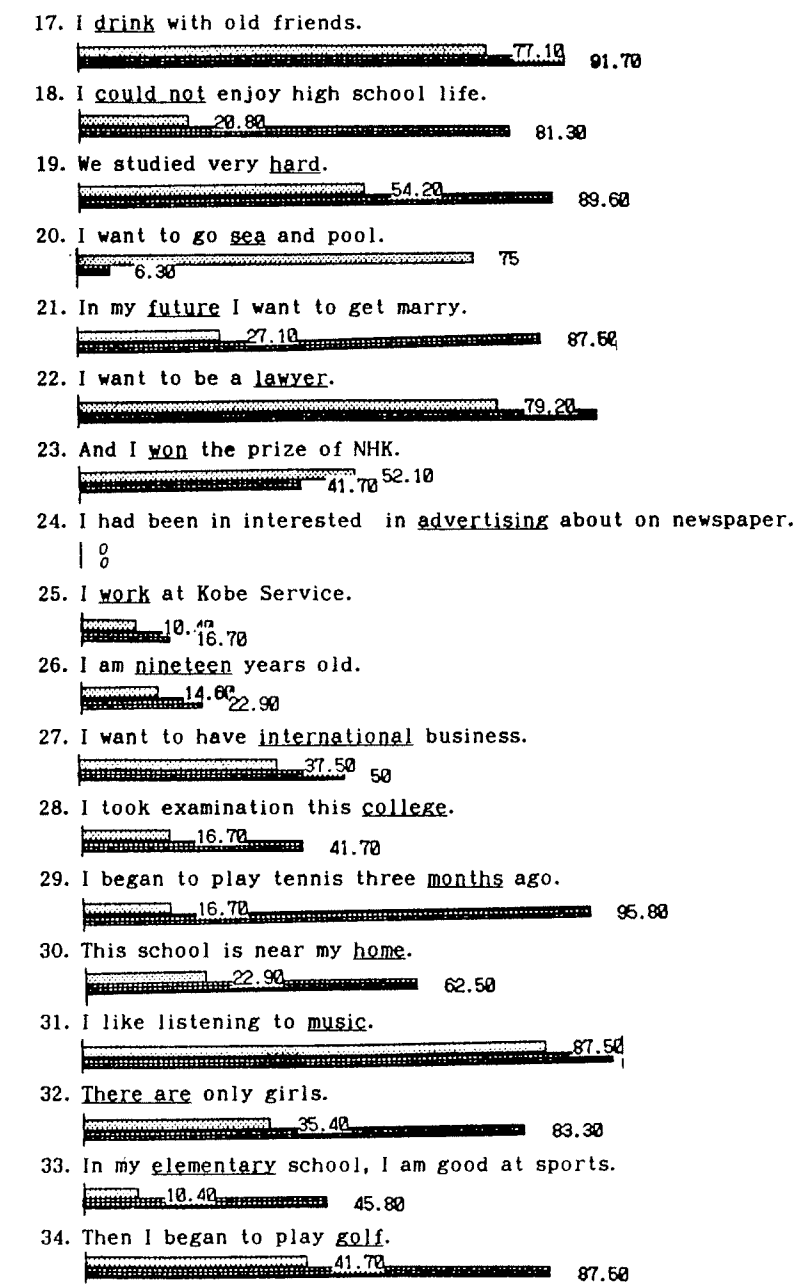 17. I drink with old friends.
77.10
91.70
18. I could not enjoy high school life.
20.80
81.30
19. We studied very hard.
54.20
89.60
20. I want to go sea and pool.
75
6.30
21. In my future I want to get marry.
27.10
87.50
22. I want to be a lawyer.
79.20
23. And I won the prize of NHK.
52.10
41.70
24. I had been in interested in advertising about on newspaper.
0
0
25. I work at Kobe Service.
10.40
16.70
26. I am nineteen years old.
14.60
22.90
27. I want to have international business.
37.50
50
28. I took examination this college.
16.70
41.70
29. I began to play tennis three months ago.
16.70
95.80
30. This school is near my home.
22.90
62.50
31. I like listening to music.
87.50
32. There are only girls.
35.40
83.30
33. In my elementary school, I am good at sports.
10.40
45.80
34. Then I began to play golf.
41.70
87.50